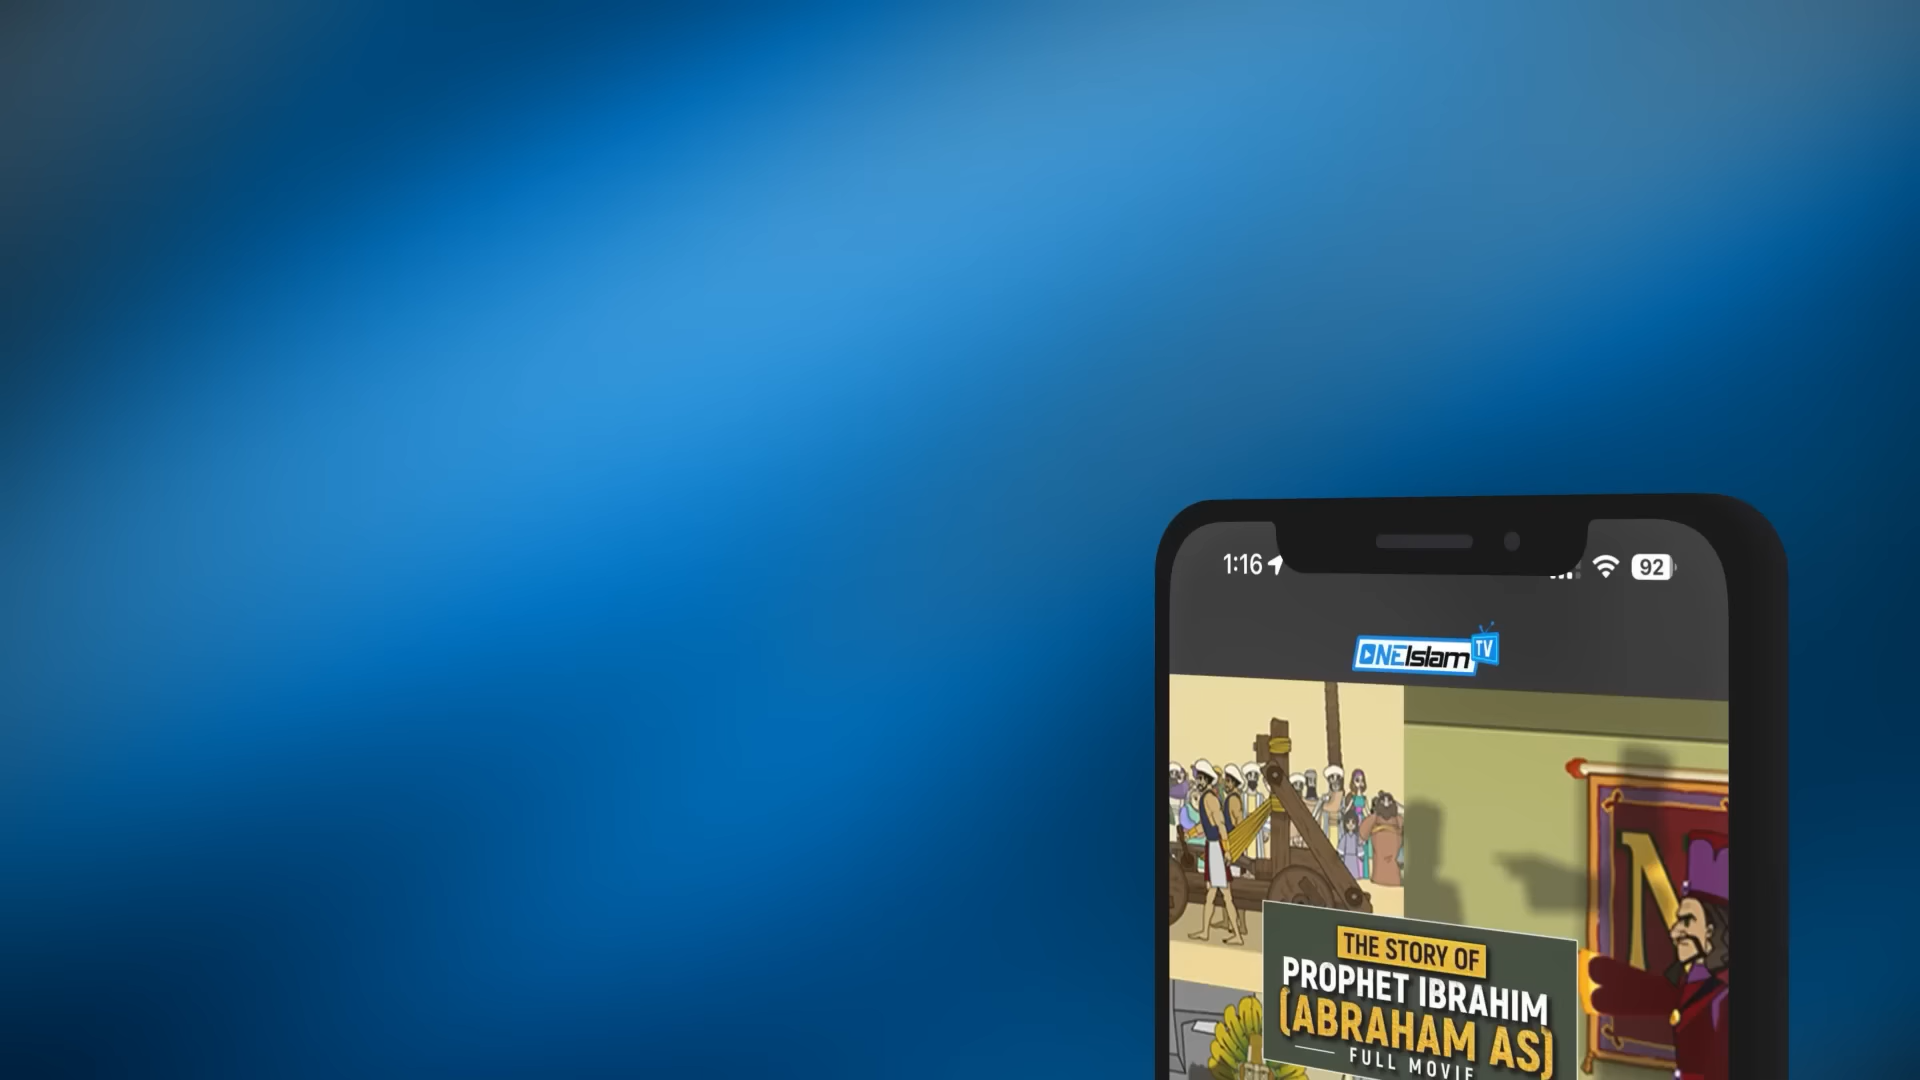 1:16
92
ONEIslam TV
N
THE STORY OF
PROPHET IBRAHIM
(ABRAHAM AS)
FULL MOVIE